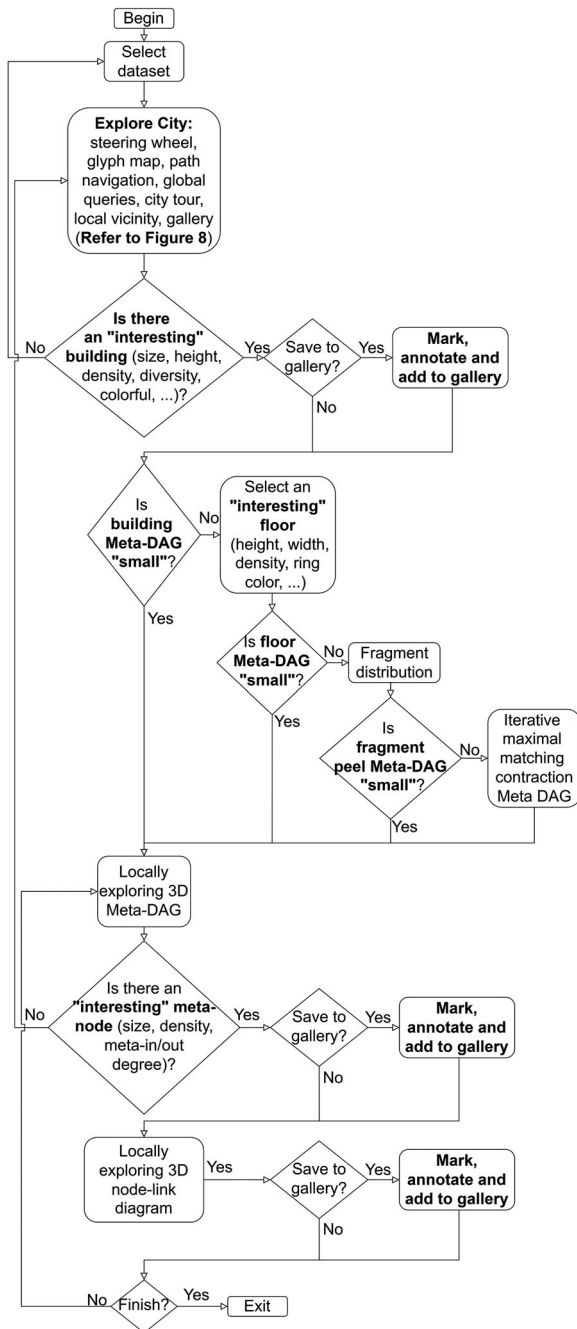 Begin
Select
dataset
Explore City:
steering wheel,
glyph map, path
navigation, global
queries, city tour,
local vicinity, gallery
(Refer to Figure 8)
Is there
an "interesting"
building (size, height,
density, diversity,
colorful, ...)?
No
Yes
Save to
gallery?
Yes
No
Mark,
annotate and
add to gallery
Is
building
Meta-DAG
"small"?
No
Yes
Select an
"interesting"
floor
(height, width,
density, ring
color, ...)
Is floor
Meta-DAG
"small"?
No
Yes
Fragment
distribution
Is
fragment
peel Meta-DAG
"small"?
No
Yes
Iterative
maximal
matching
contraction
Meta DAG
Locally
exploring 3D
Meta-DAG
Is there an
"interesting" meta-
node (size, density,
meta-in/out
degree)?
No
Yes
Save to
gallery?
Yes
No
Mark,
annotate and
add to gallery
Locally
exploring 3D
node-link
diagram
Yes
Save to
gallery?
Yes
No
Mark,
annotate and
add to gallery
Finish?
No
Yes
Exit